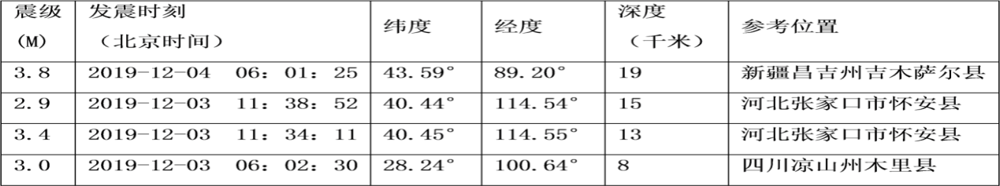 震级 发震时刻 纬度 经度 深度 参考位置
(M) （北京时间） （千米）
3.8 2019-12-04 06：01：25 43.59° 89.20° 19 新疆昌吉州吉木萨尔县
2.9 2019-12-03 11：38：52 40.44° 114.54° 15 河北张家口市怀安县
3.4 2019-12-03 11：34：11 40.45° 114.55° 13 河北张家口市怀安县
3.0 2019-12-03 06：02：30 28.24° 100.64° 8 四川凉山州木里县